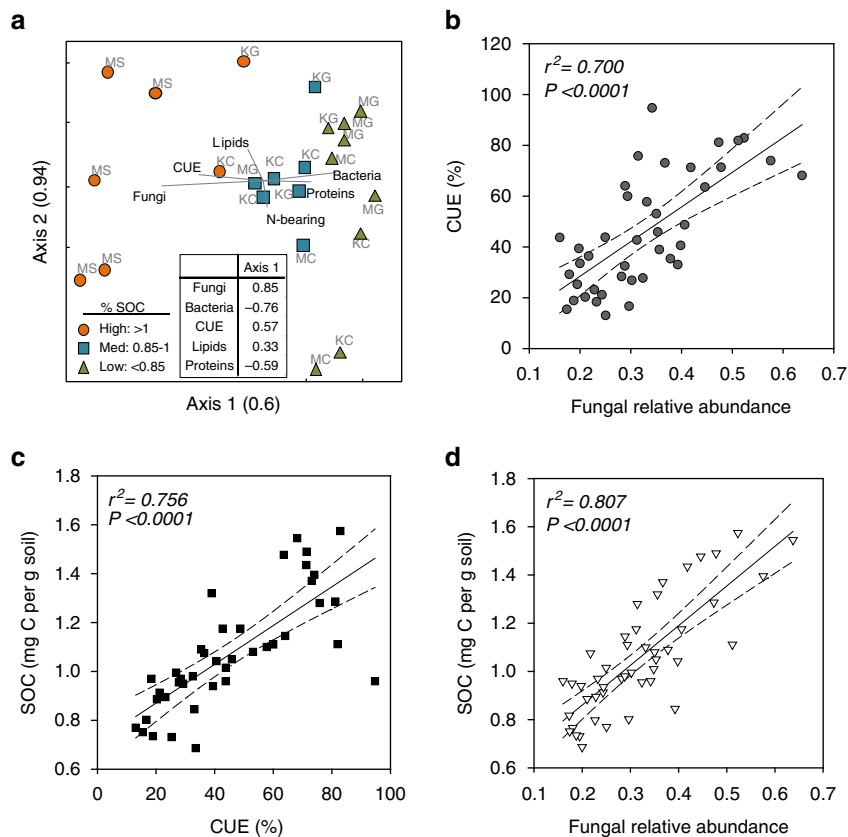 a
MS
MS
KG
KG
MG
MG
MG
Lipids
KC
KC
KC
MC
CUE
MG
Bacteria
MS
Fungi
KC
KG
Proteins
MG
N-bearing
MC
KC
MS
MS
KC
MC
Axis 2 (0.94)
Axis 1 (0.6)
% SOC
High: >1
Med: 0.85-1
Low: <0.85
Axis 1
Fungi 0.85
Bacteria –0.76
CUE 0.57
Lipids 0.33
Proteins –0.59
b
r2= 0.700
P <0.0001
CUE (%)
120
100
80
60
40
20
0
0.1 0.2 0.3 0.4 0.5 0.6 0.7
Fungal relative abundance
c
r2= 0.756
P <0.0001
SOC (mg C per g soil)
1.8
1.6
1.4
1.2
1.0
0.8
0.6
0 20 40 60 80 100
CUE (%)
d
r2= 0.807
P <0.0001
SOC (mg C per g soil)
1.8
1.6
1.4
1.2
1.0
0.8
0.6
0.1 0.2 0.3 0.4 0.5 0.6 0.7
Fungal relative abundance